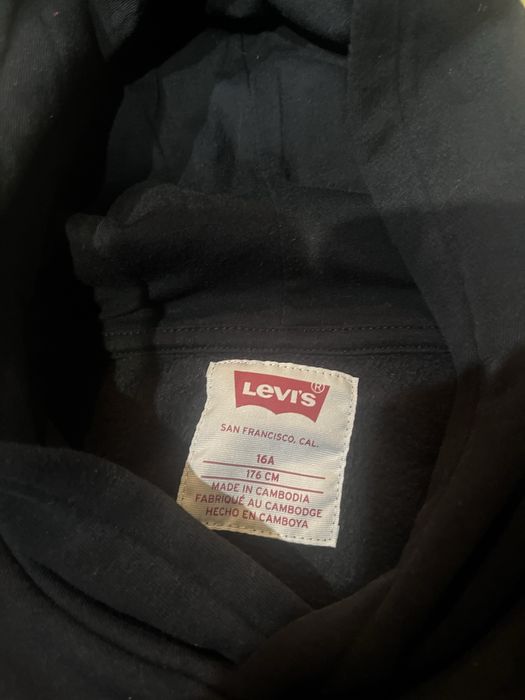 Levi's®
SAN FRANCISCO, CAL.
16A
176 CM
MADE IN CAMBODIA
FABRIQUÉ AU CAMBODGE
HECHO EN CAMBOYA